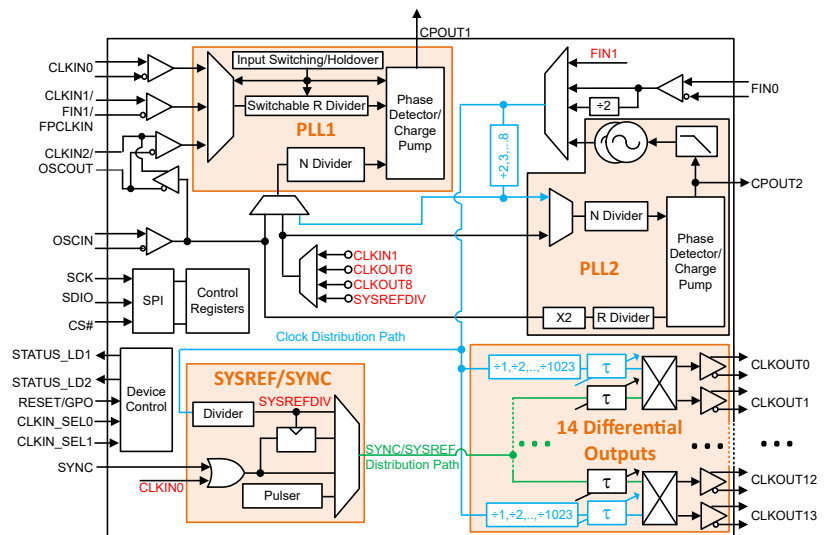 CPOUT1
CLKIN0
CLKIN1/
FIN1/
FPCLKIN
CLKIN2/
OSCOUT
OSCIN
Input Switching/Holdover
Switchable R Divider
PLL1
N Divider
Phase
Detector/
Charge
Pump
FIN1
÷2
FIN0
÷2,3,...8
CPOUT2
N Divider
PLL2
Phase
Detector/
Charge
Pump
X2
R Divider
CLKIN1
CLKOUT6
CLKOUT8
SYSREFDIV
SCK
SDIO
CS#
SPI
Control
Registers
Clock Distribution Path
STATUS_LD1
STATUS_LD2
RESET/GPO
CLKIN_SEL0
CLKIN_SEL1
Device
Control
SYNC
CLKIN0
SYSREF/SYNC
SYSREFDIV
Divider
Pulser
SYNC/SYSREF
Distribution Path
÷1,÷2,..,÷1023
τ
τ
CLKOUT0
CLKOUT1
14 Differential
Outputs
τ
÷1,÷2,..,÷1023
τ
CLKOUT12
CLKOUT13